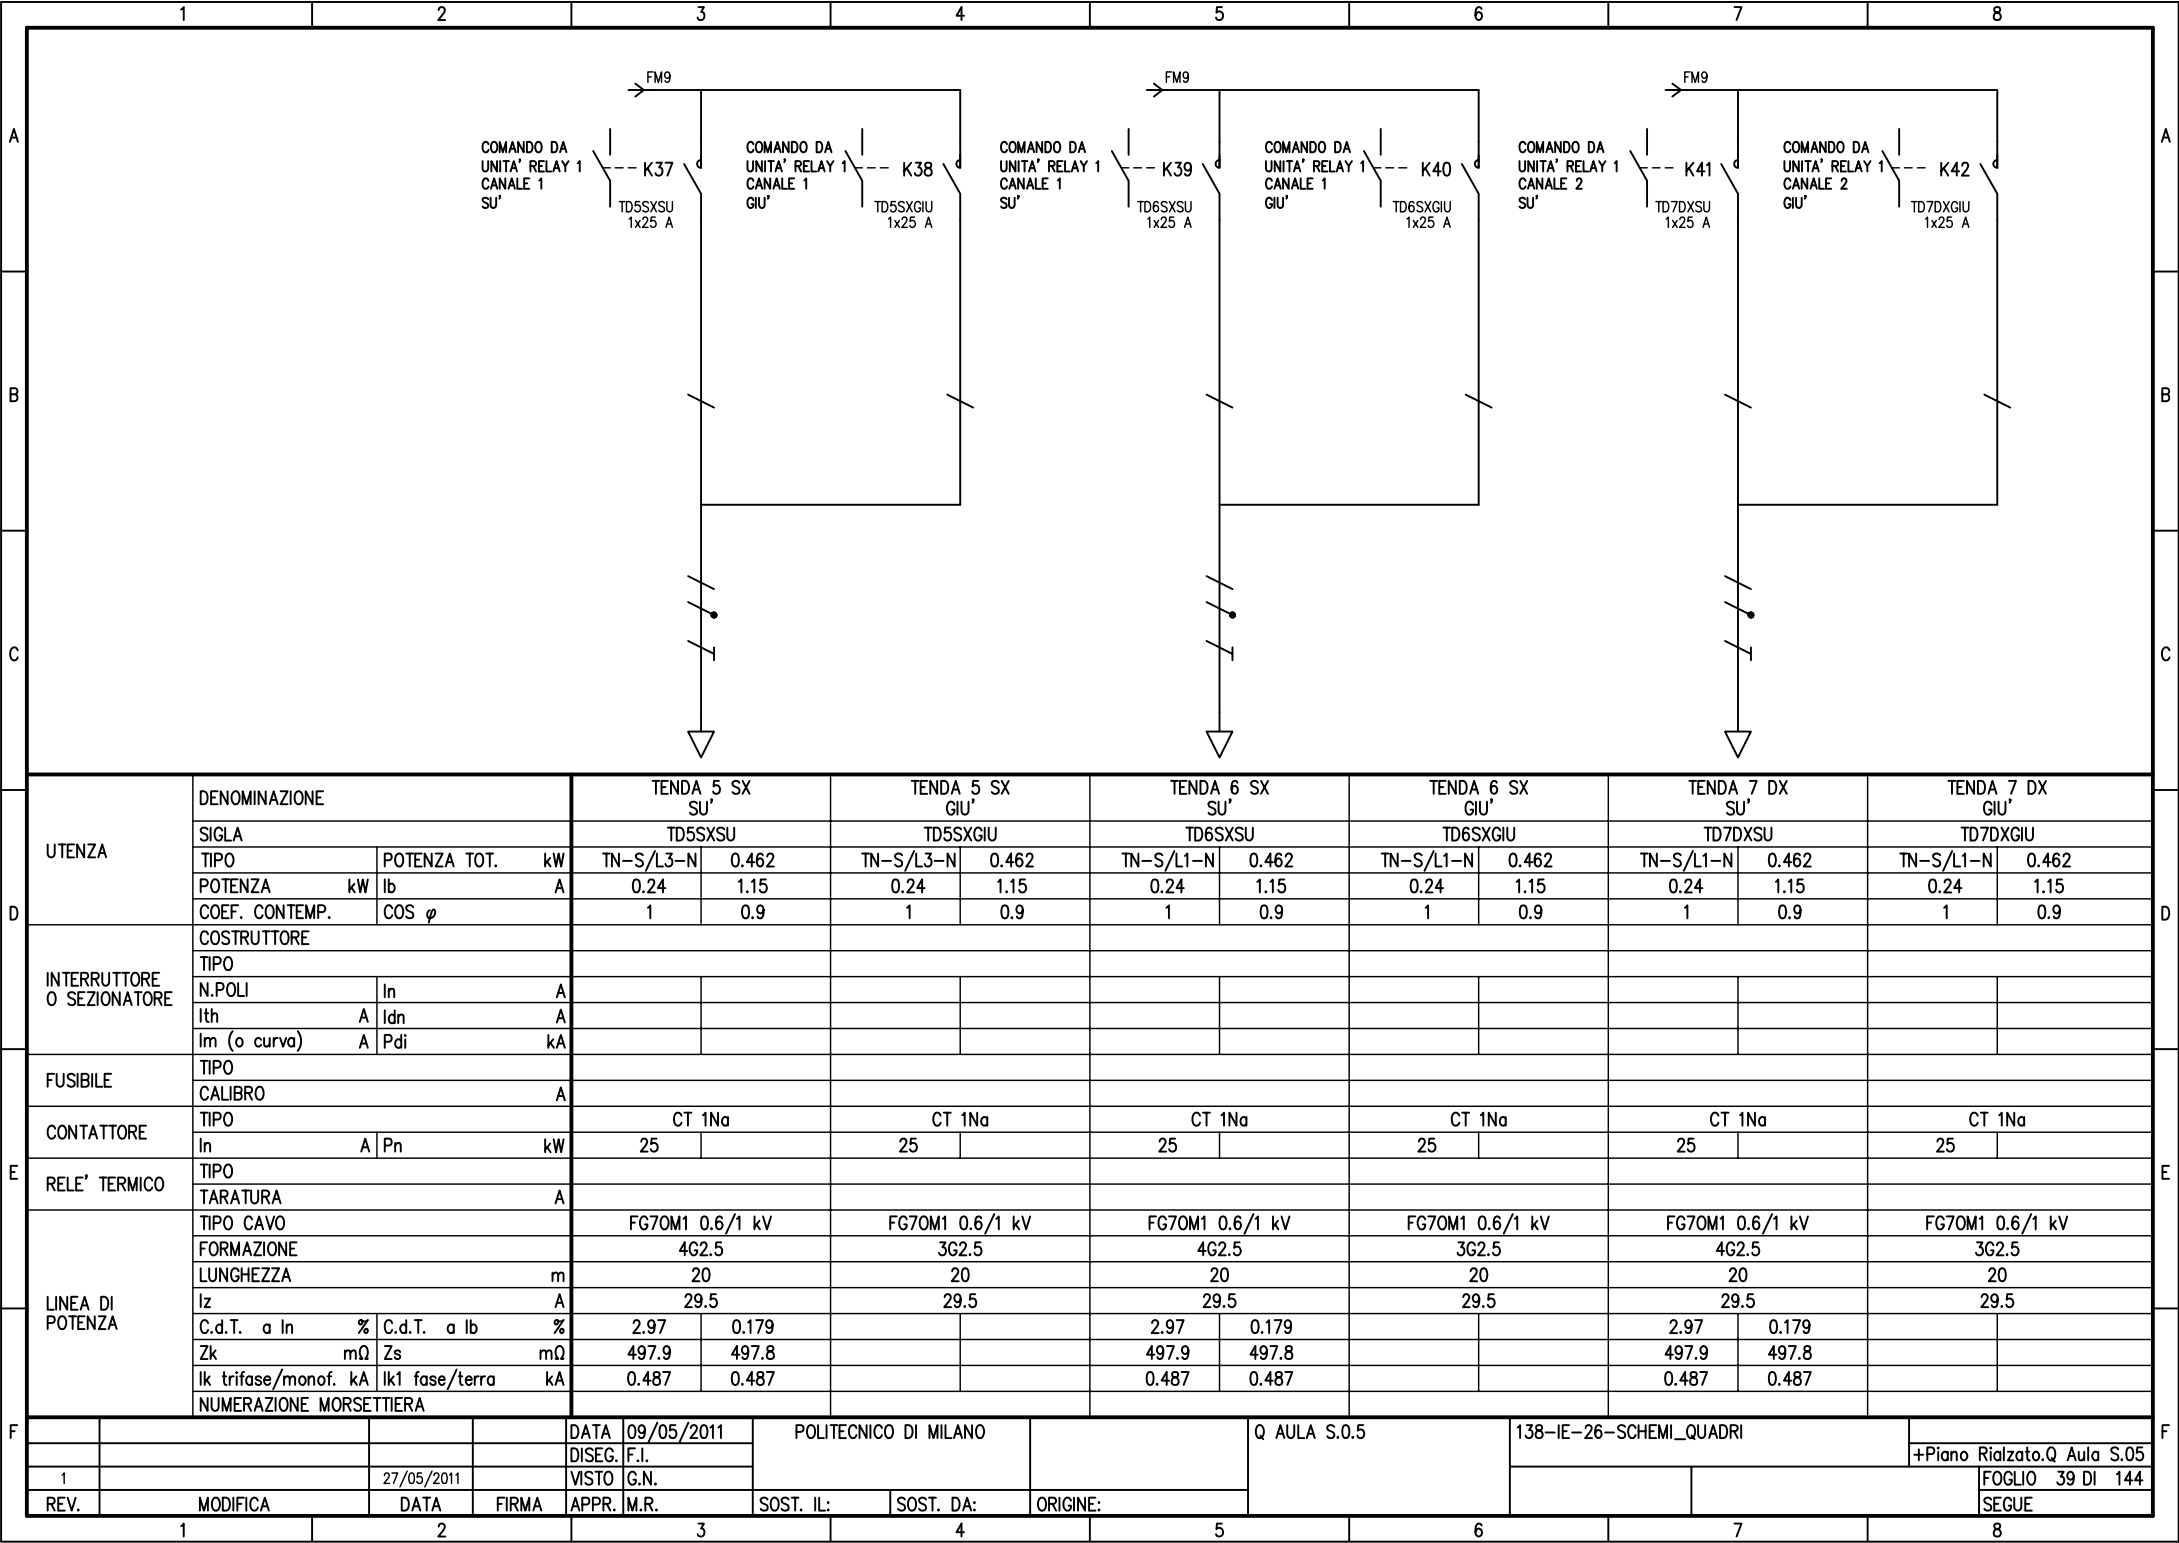 1 2 3 4 5 6 7 8
A A
B B
C C
D D
E E
F F
FM9 FM9 FM9
COMANDO DA
UNITA' RELAY 1
CANALE 1
SU'
K37
TD5SXSU
1x25 A
COMANDO DA
UNITA' RELAY 1
CANALE 1
GIU'
K38
TD5SXGIU
1x25 A
COMANDO DA
UNITA' RELAY 1
CANALE 1
SU'
K39
TD6SXSU
1x25 A
COMANDO DA
UNITA' RELAY 1
CANALE 1
GIU'
K40
TD6SXGIU
1x25 A
COMANDO DA
UNITA' RELAY 1
CANALE 2
SU'
K41
TD7DXSU
1x25 A
COMANDO DA
UNITA' RELAY 1
CANALE 2
GIU'
K42
TD7DXGIU
1x25 A
UTENZA
DENOMINAZIONE
TENDA 5 SX TENDA 5 SX TENDA 6 SX TENDA 6 SX TENDA 7 DX TENDA 7 DX
SU' GIU' SU' GIU' SU' GIU'
SIGLA TD5SXSU TD5SXGIU TD6SXSU TD6SXGIU TD7DXSU TD7DXGIU
TIPO POTENZA TOT. kW TN-S/L3-N 0.462 TN-S/L3-N 0.462 TN-S/L1-N 0.462 TN-S/L1-N 0.462 TN-S/L1-N 0.462 TN-S/L1-N 0.462
POTENZA kW Ib A 0.24 1.15 0.24 1.15 0.24 1.15 0.24 1.15 0.24 1.15 0.24 1.15
COEF. CONTEMP. COS φ 1 0.9 1 0.9 1 0.9 1 0.9 1 0.9 1 0.9
INTERRUTTORE
O SEZIONATORE
COSTRUTTORE
TIPO
N.POLI In A
Ith A Idn A
Im (o curva) A Pdi kA
FUSIBILE
TIPO
CALIBRO A
CONTATTORE
TIPO CT 1Na CT 1Na CT 1Na CT 1Na CT 1Na CT 1Na
In A Pn kW 25 25 25 25 25 25
RELE' TERMICO
TIPO
TARATURA A
LINEA DI
POTENZA
TIPO CAVO FG7OM1 0.6/1 kV FG7OM1 0.6/1 kV FG7OM1 0.6/1 kV FG7OM1 0.6/1 kV FG7OM1 0.6/1 kV FG7OM1 0.6/1 kV
FORMAZIONE 4G2.5 3G2.5 4G2.5 3G2.5 4G2.5 3G2.5
LUNGHEZZA m 20 20 20 20 20 20
Iz A 29.5 29.5 29.5 29.5 29.5 29.5
C.d.T. a In % C.d.T. a Ib % 2.97 0.179 2.97 0.179 2.97 0.179
Zk mΩ Zs mΩ 497.9 497.8 497.9 497.8 497.9 497.8
Ik trifase/monof. kA Ik1 fase/terra kA 0.487 0.487 0.487 0.487 0.487 0.487
NUMERAZIONE MORSETTIERA
DATA 09/05/2011 POLITECNICO DI MILANO Q AULA S.0.5 138-IE-26-SCHEMI_QUADRI
DISEG. F.I. +Piano Rialzato.Q Aula S.05
1 27/05/2011 VISTO G.N. FOGLIO 39 DI 144
REV. MODIFICA DATA FIRMA APPR. M.R. SOST. IL: SOST. DA: ORIGINE: SEGUE
1 2 3 4 5 6 7 8